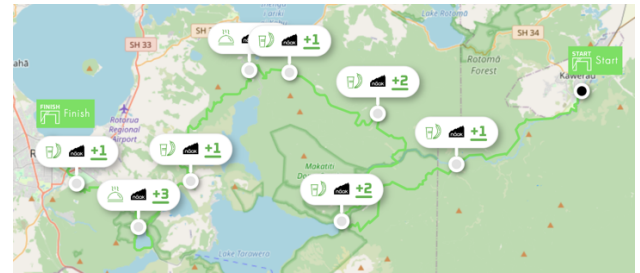 Lake Rotomā
SH 33
SH 34
+1
START
Start
Rotomā
Forest
Kawerau
+2
FINISH
Finish
Rotorua
Regional
Airport
+1
+1
+1
Makatiti
+3
+2
Lake Tarawera